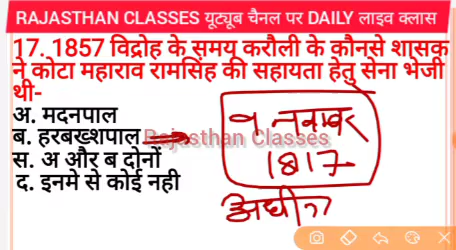 RAJASTHAN CLASSES यूट्यूब चैनल पर DAILY लाइव क्लास
17. 1857 विद्रोह के समय करौली के कौनसे शासक
ने कोटा महाराव रामसिंह की सहायता हेतु सेना भेजी
थी-
अ. मदनपाल
ब. हरबख्शपाल
स. अ और ब दोनों
द. इनमे से कोई नही
Rajasthan Classes
9 नवम्बर
1817
अधीन